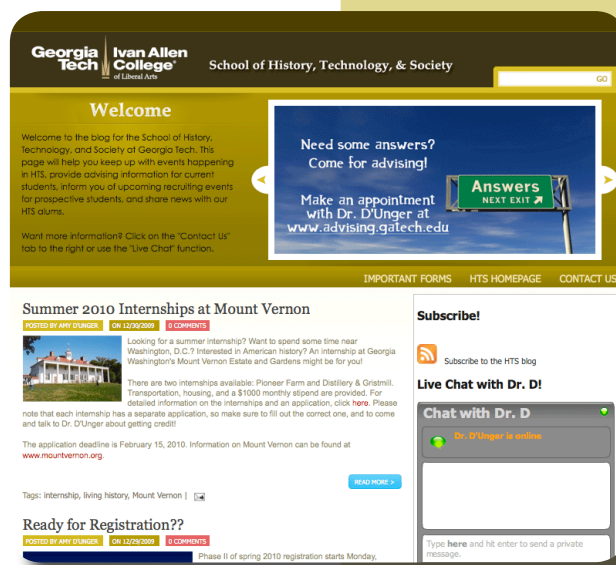 Georgia Tech
Ivan Allen College
of Liberal Arts
School of History, Technology, & Society
GO
Welcome
Welcome to the blog for the School of History,
Technology, and Society at Georgia Tech. This
page will help you keep up with events happening
in HTS, provide advising information for current
students, inform you of upcoming recruiting events
for prospective students, and share news with our
HTS alums.
Want more information? Click on the "Contact Us"
tab to the right or use the "Live Chat" function.
Need some answers?
Come for advising!
Make an appointment
with Dr. D'Unger at
www.advising.gatech.edu
Answers
NEXT EXIT ↗
IMPORTANT FORMS HTS HOMEPAGE CONTACT US
Summer 2010 Internships at Mount Vernon
POSTED BY AMY D'UNGER ON 12/30/2009 0 COMMENTS
Looking for a summer internship? Want to spend some time near
Washington, D.C.? Interested in American history? An internship at Georgia
Washington's Mount Vernon Estate and Gardens might be for you!
There are two internships available: Pioneer Farm and Distillery & Gristmill.
Transportation, housing, and a $1000 monthly stipend are provided. For
detailed information on the internships and an application, click here. Please
note that each internship has a separate application, so make sure to fill out the correct one, and to come
and talk to Dr. D'Unger about getting credit!
The application deadline is February 15, 2010. Information on Mount Vernon can be found at
www.mountvernon.org.
READ MORE >
Tags: internship, living history, Mount Vernon |
Ready for Registration??
POSTED BY AMY D'UNGER ON 12/29/2009 0 COMMENTS
Phase II of spring 2010 registration starts Monday,
Subscribe!
Subscribe to the HTS blog
Live Chat with Dr. D!
Chat with Dr. D
Dr. D'Unger is online
Type here and hit enter to send a private
message.